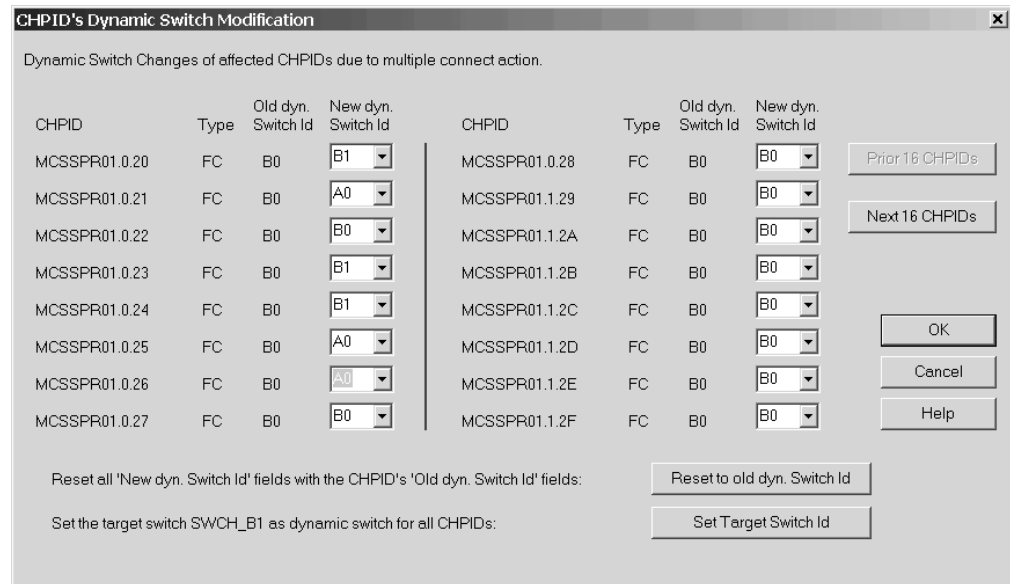 CHPID's Dynamic Switch Modification
Dynamic Switch Changes of affected CHPIDs due to multiple connect action.
CHPID Type Old dyn. Switch Id New dyn. Switch Id CHPID Type Old dyn. Switch Id New dyn. Switch Id
MCSSPR01.0.20 FC B0 B1 MCSSPR01.0.28 FC B0 B0 Prior 16 CHPIDs
MCSSPR01.0.21 FC B0 A0 MCSSPR01.1.29 FC B0 B0 Next 16 CHPIDs
MCSSPR01.0.22 FC B0 B0 MCSSPR01.1.2A FC B0 B0
MCSSPR01.0.23 FC B0 B1 MCSSPR01.1.2B FC B0 B0
MCSSPR01.0.24 FC B0 B1 MCSSPR01.1.2C FC B0 B0
MCSSPR01.0.25 FC B0 A0 MCSSPR01.1.2D FC B0 B0 OK
MCSSPR01.0.26 FC B0 A0 MCSSPR01.1.2E FC B0 B0 Cancel
MCSSPR01.0.27 FC B0 B0 MCSSPR01.1.2F FC B0 B0 Help
Reset all 'New dyn. Switch Id' fields with the CHPID's 'Old dyn. Switch Id' fields: Reset to old dyn. Switch Id
Set the target switch SWCH_B1 as dynamic switch for all CHPIDs: Set Target Switch Id